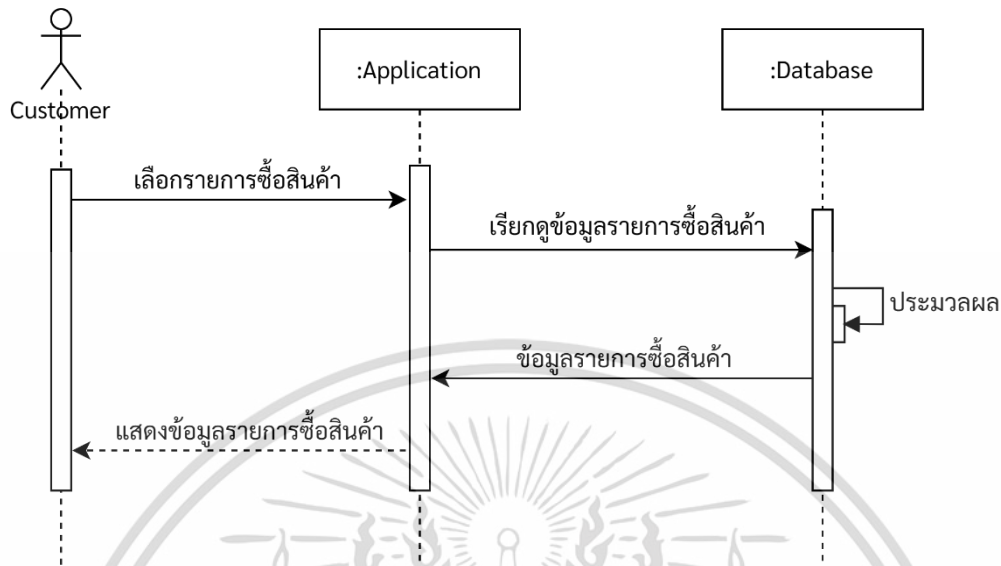 :Application
:Database
Customer
เลือกรายการซื้อสินค้า
เรียกดูข้อมูลรายการซื้อสินค้า
ประมวลผล
ข้อมูลรายการซื้อสินค้า
แสดงข้อมูลรายการซื้อสินค้า